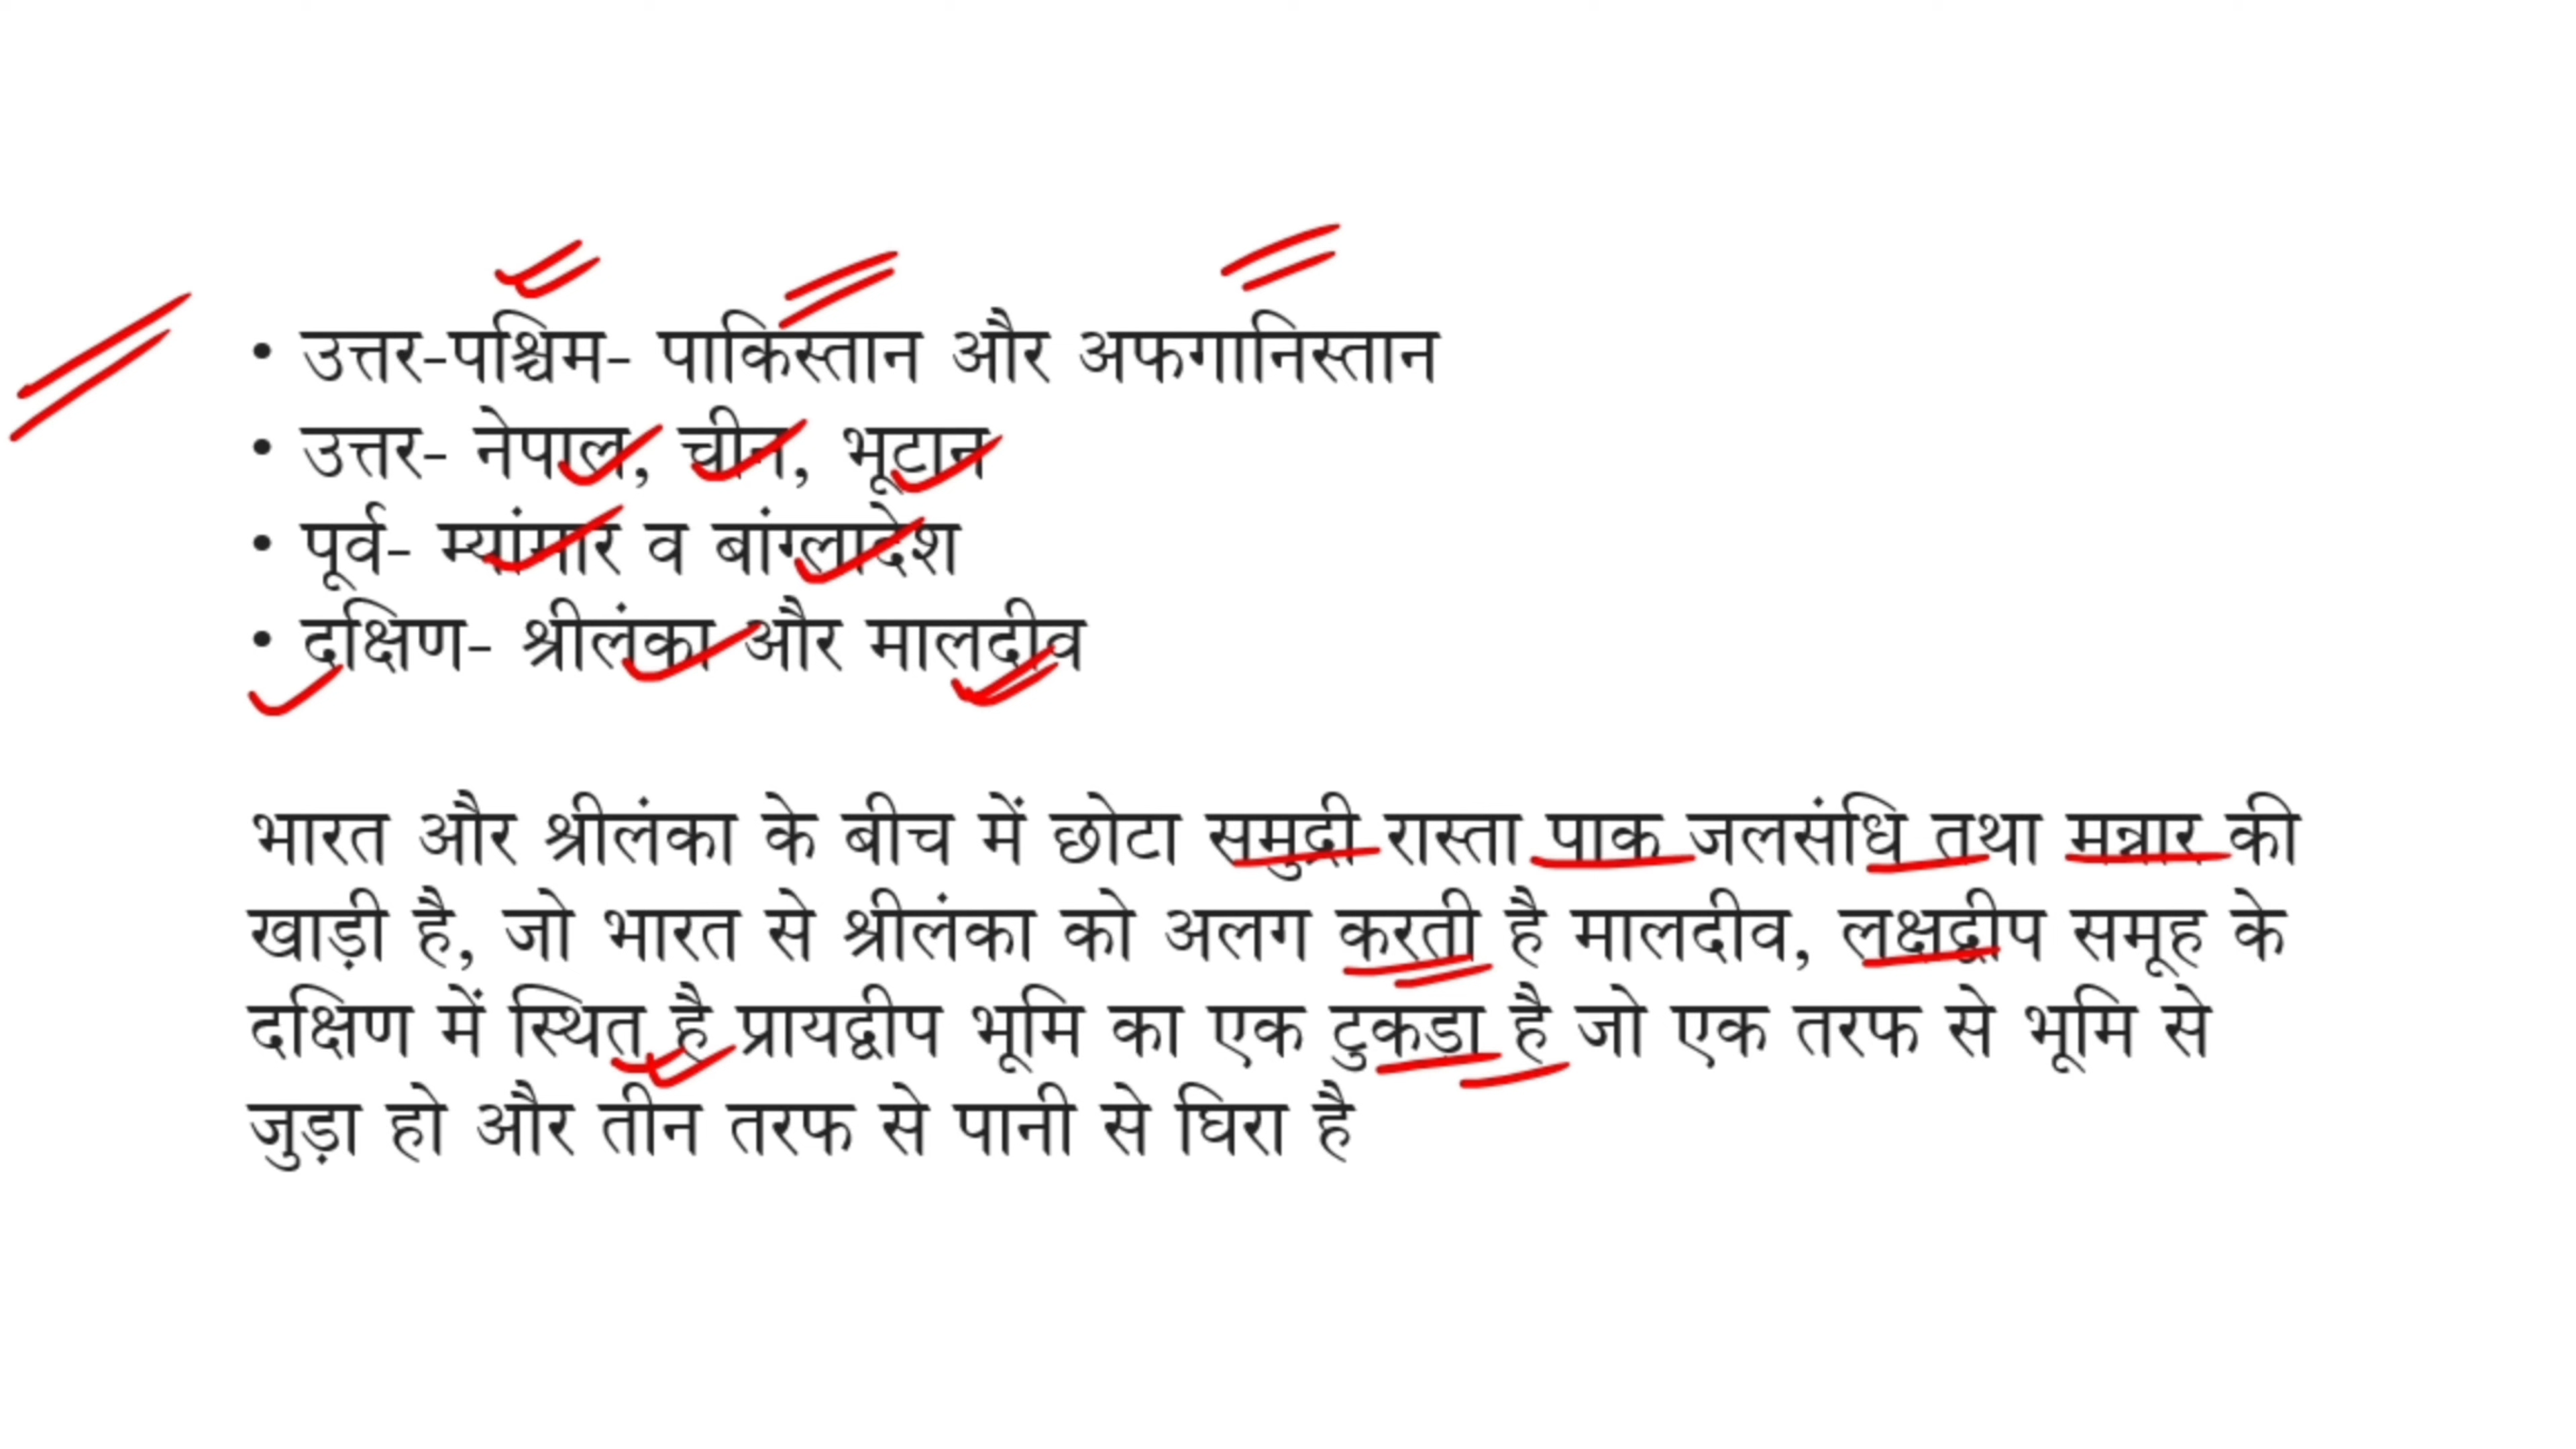 • उत्तर-पश्चिम- पाकिस्तान और अफगानिस्तान
• उत्तर- नेपाल, चीन, भूटान
• पूर्व- म्यांमार व बांग्लादेश
• दक्षिण- श्रीलंका और मालदीव
भारत और श्रीलंका के बीच में छोटा समुद्री रास्ता पाक जलसंधि तथा मन्नार की
खाड़ी है, जो भारत से श्रीलंका को अलग करती है मालदीव, लक्षद्वीप समूह के
दक्षिण में स्थित है प्रायद्वीप भूमि का एक टुकडा है जो एक तरफ से भूमि से
जुड़ा हो और तीन तरफ से पानी से घिरा है